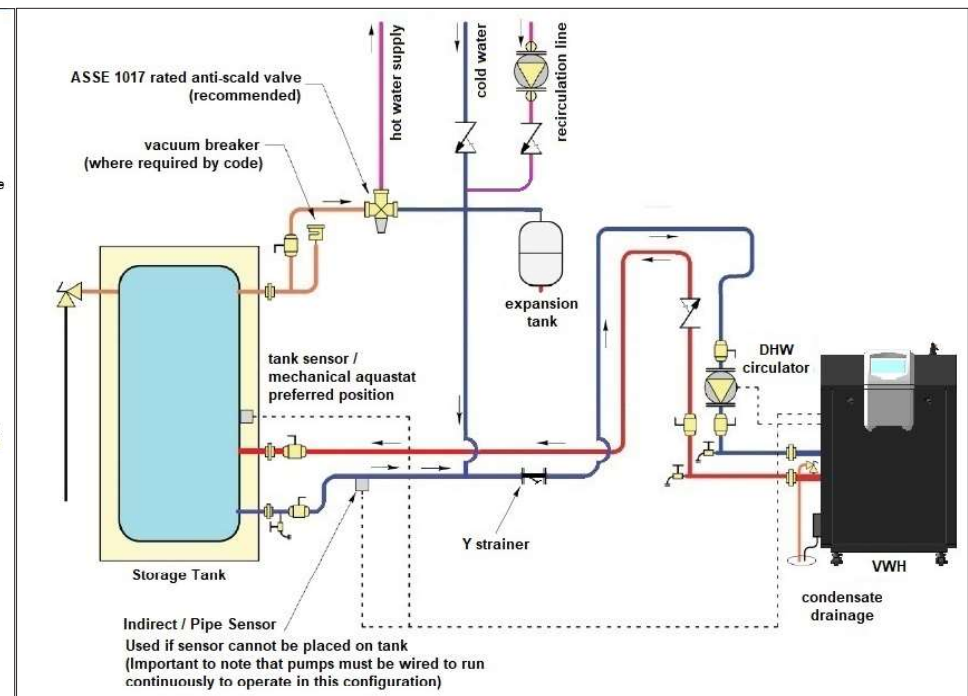 ASSE 1017 rated anti-scald valve
(recommended)
vacuum breaker
(where required by code)
hot water supply
cold water
recirculation line
expansion
tank
tank sensor /
mechanical aquastat
preferred position
DHW
circulator
Y strainer
Storage Tank
VWH
condensate
drainage
Indirect / Pipe Sensor
Used if sensor cannot be placed on tank
(Important to note that pumps must be wired to run
continuously to operate in this configuration)
e